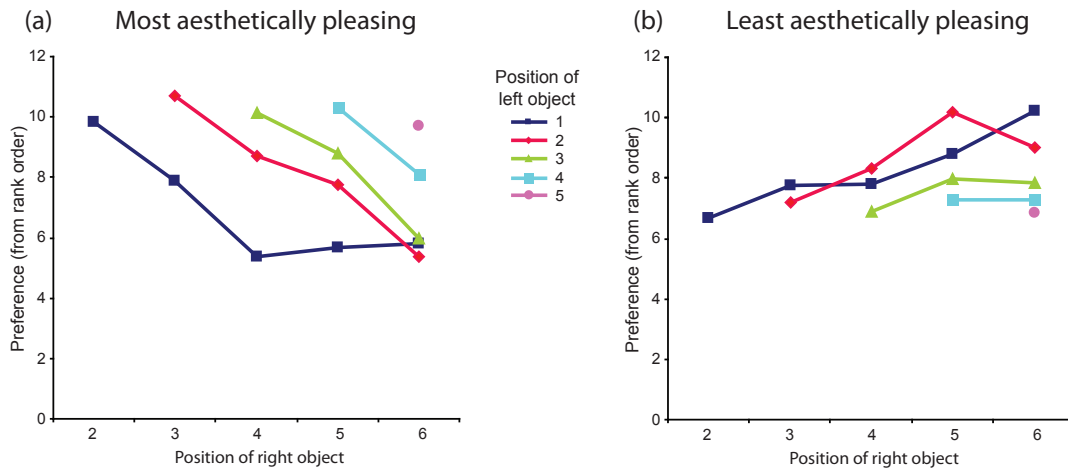 (a) Most aesthetically pleasing
12
10
8
6
4
2
0
Preference (from rank order)
2 3 4 5 6
Position of right object
Position of
left object
1
2
3
4
5
(b) Least aesthetically pleasing
12
10
8
6
4
2
0
Preference (from rank order)
2 3 4 5 6
Position of right object